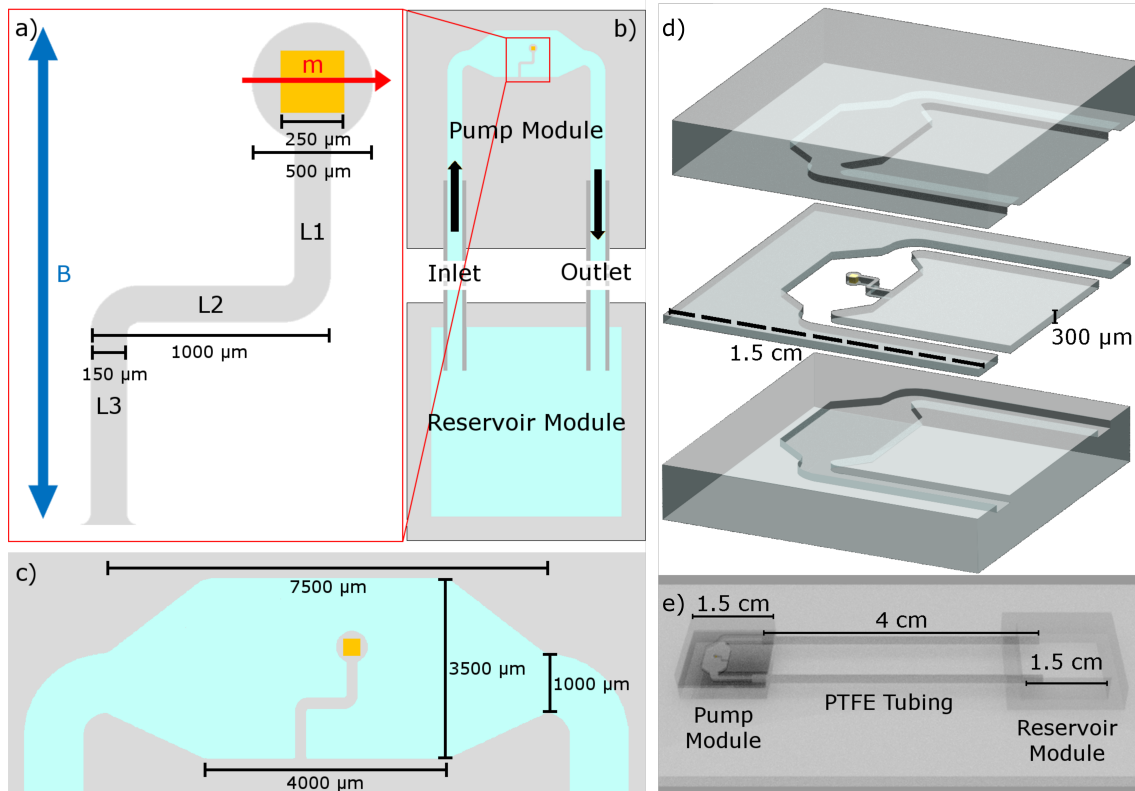 a)
m
250 µm
500 µm
L1
B
L2
1000 µm
150 µm
L3
b)
Pump Module
Inlet
Outlet
Reservoir Module
c)
7500 µm
3500 µm
1000 µm
4000 µm
d)
300 µm
1.5 cm
e)
1.5 cm
4 cm
1.5 cm
PTFE Tubing
Pump
Module
Reservoir
Module